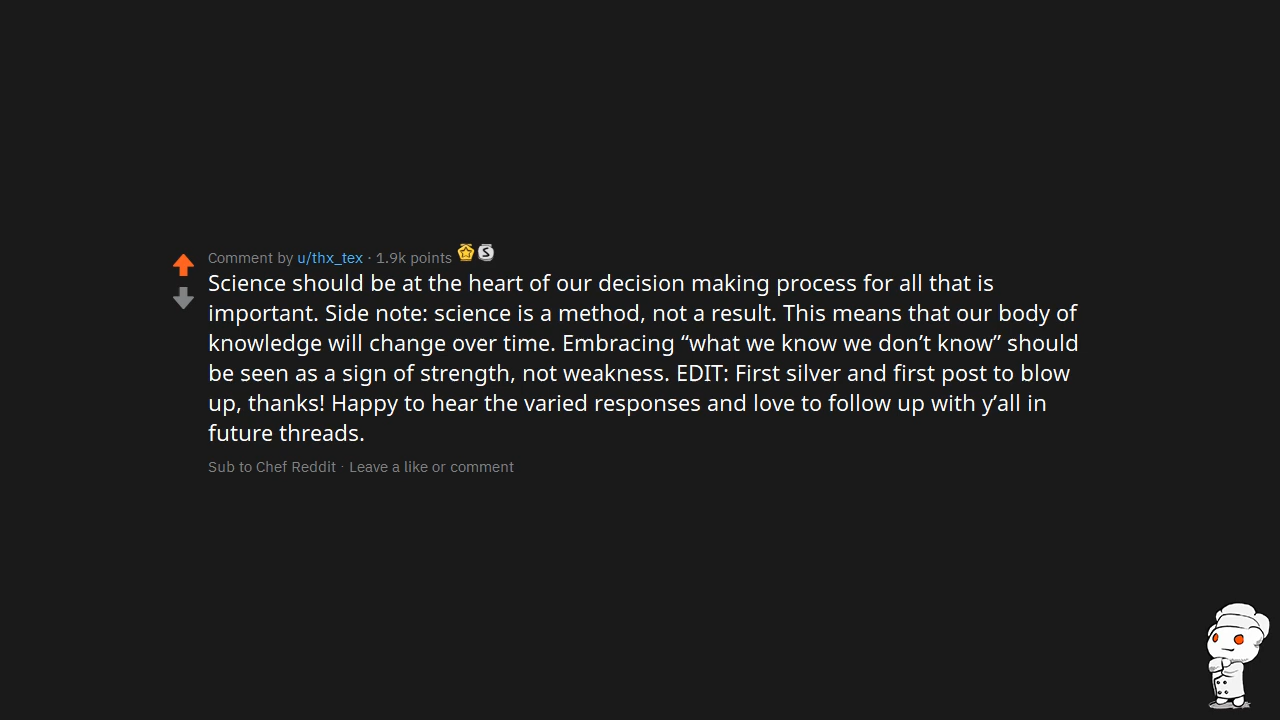 Comment by u/thx_tex · 1.9k points
Science should be at the heart of our decision making process for all that is
important. Side note: science is a method, not a result. This means that our body of
knowledge will change over time. Embracing “what we know we don’t know” should
be seen as a sign of strength, not weakness. EDIT: First silver and first post to blow
up, thanks! Happy to hear the varied responses and love to follow up with y’all in
future threads.
Sub to Chef Reddit · Leave a like or comment